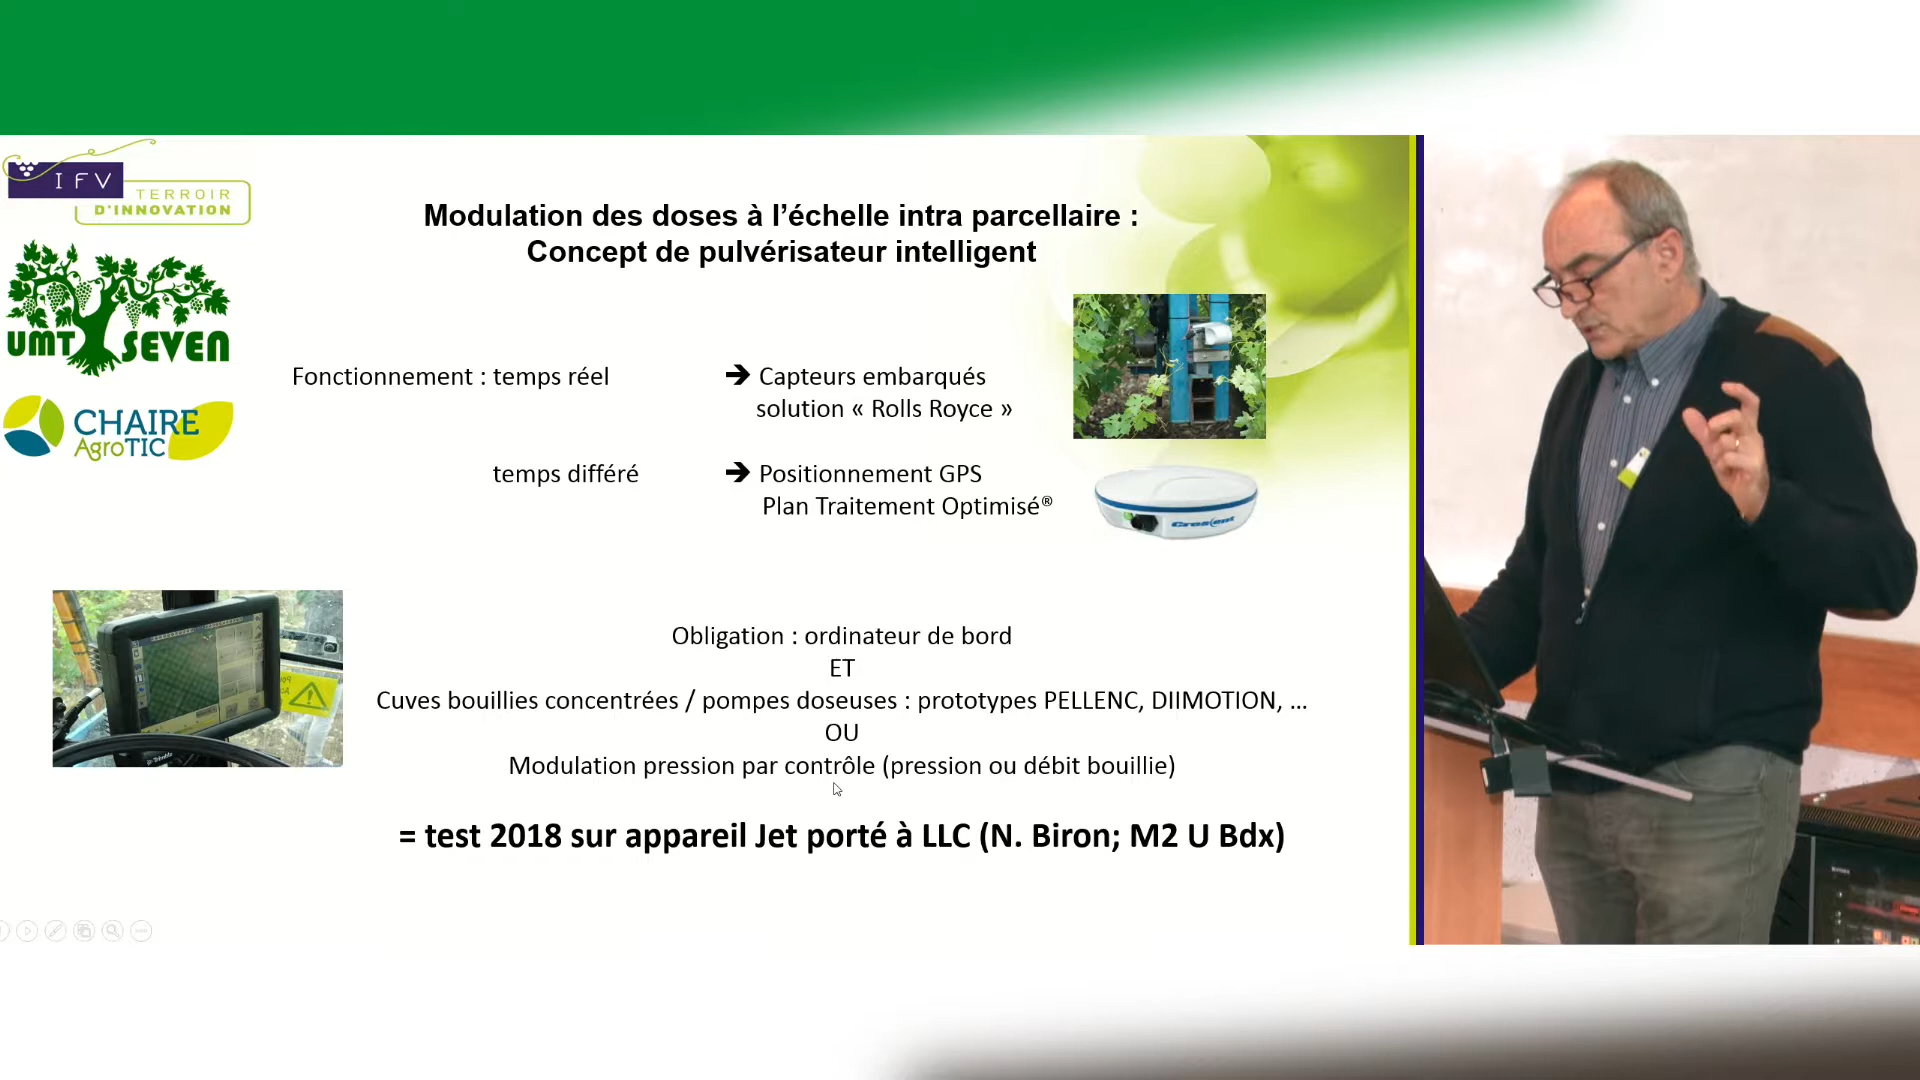 IFV
TERROIR
D'INNOVATION
UMT SEVEN
CHAIRE
AgroTIC
Modulation des doses à l’échelle intra parcellaire :
Concept de pulvérisateur intelligent
Fonctionnement : temps réel ➔ Capteurs embarqués
solution « Rolls Royce »
temps différé ➔ Positionnement GPS
Plan Traitement Optimisé®
Crescent
Obligation : ordinateur de bord
ET
Cuves bouillies concentrées / pompes doseuses : prototypes PELLENC, DIIMOTION, ...
OU
Modulation pression par contrôle (pression ou débit bouillie)
= test 2018 sur appareil Jet porté à LLC (N. Biron; M2 U Bdx)